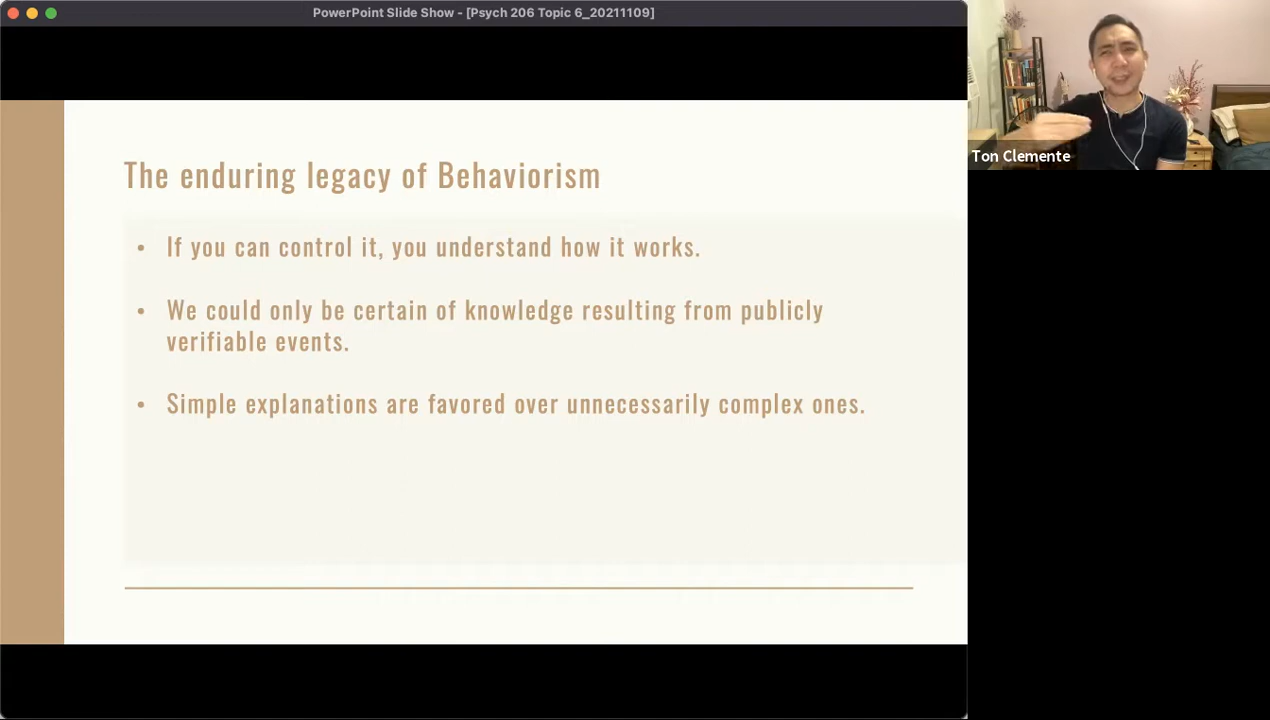 PowerPoint Slide Show - [Psych 206 Topic 6_20211109]
Ton Clemente
The enduring legacy of Behaviorism
• If you can control it, you understand how it works.
• We could only be certain of knowledge resulting from publicly
verifiable events.
• Simple explanations are favored over unnecessarily complex ones.